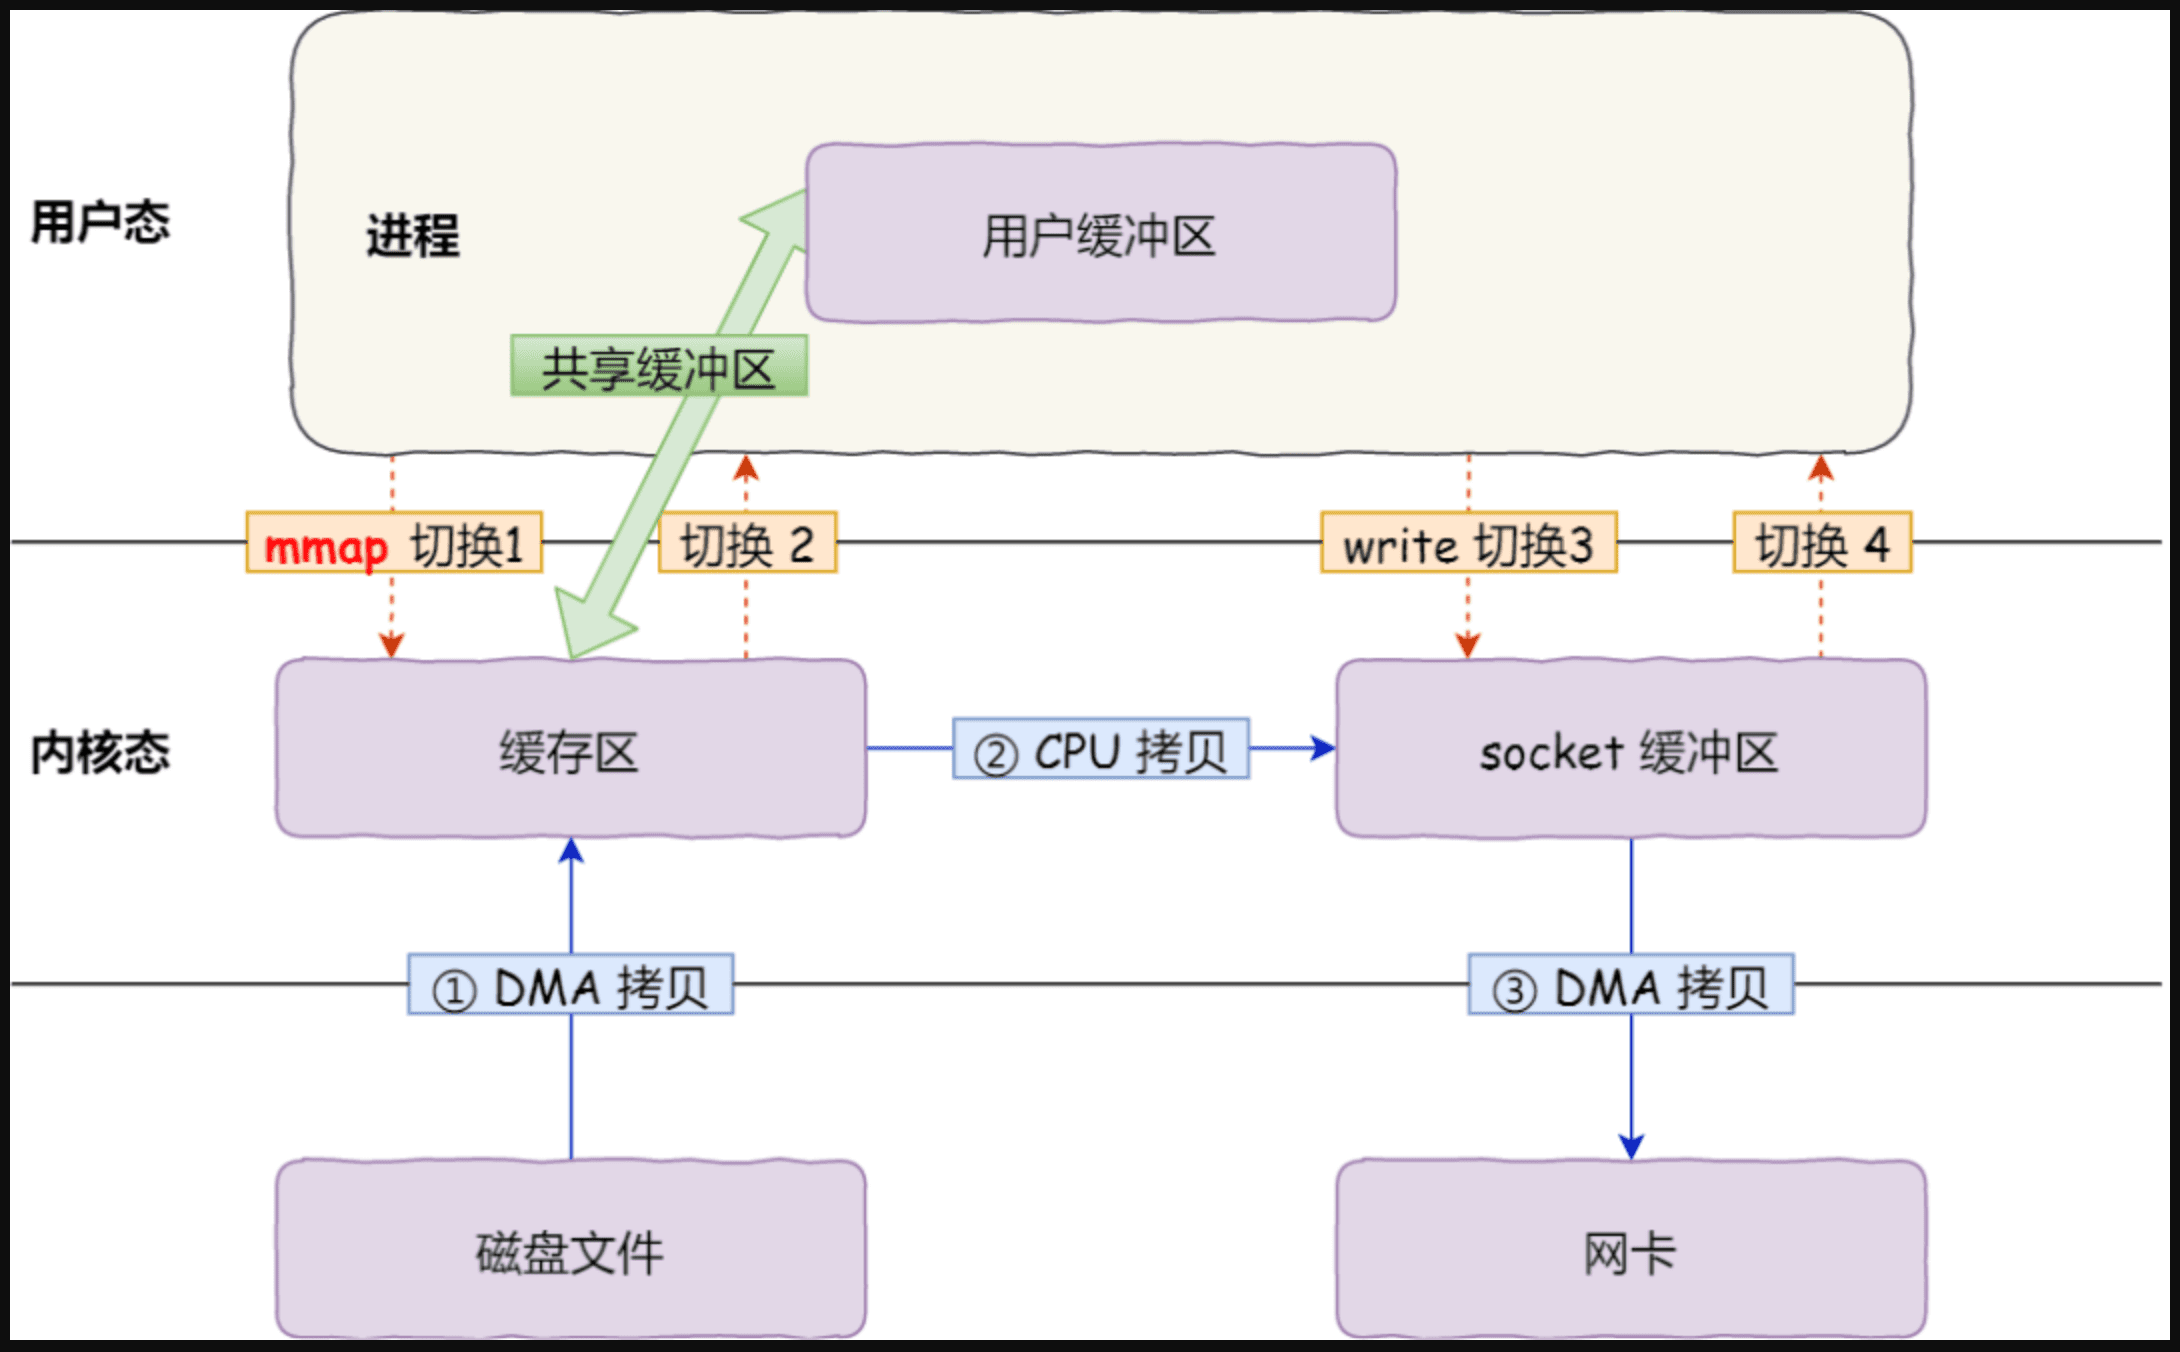 用户态
进程
用户缓冲区
共享缓冲区
mmap 切换1
切换 2
write 切换3
切换 4
内核态
缓存区
② CPU 拷贝
socket 缓冲区
① DMA 拷贝
③ DMA 拷贝
磁盘文件
网卡